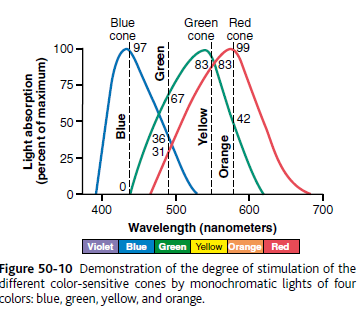 Blue cone
Green cone
Red cone
Light absorption
(percent of maximum)
100
75
50
25
0
97
99
83
83
67
42
36
31
0
Blue
Green
Yellow
Orange
400 500 600 700
Wavelength (nanometers)
Violet Blue Green Yellow Orange Red
Figure 50-10 Demonstration of the degree of stimulation of the
different color-sensitive cones by monochromatic lights of four
colors: blue, green, yellow, and orange.